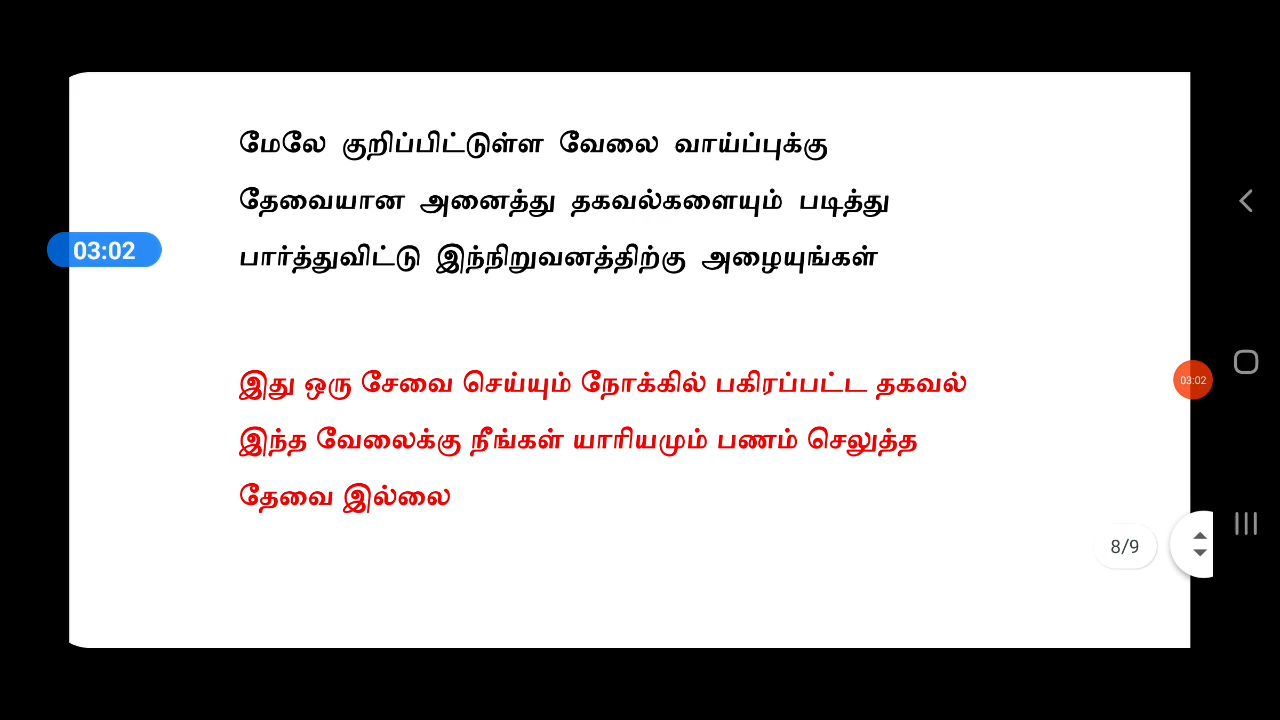 மேலே குறிப்பிட்டுள்ள வேலை வாய்ப்புக்கு
தேவையான அனைத்து தகவல்களையும் படித்து
03:02
பார்த்துவிட்டு இந்நிறுவனத்திற்கு அழையுங்கள்
இது ஒரு சேவை செய்யும் நோக்கில் பகிரப்பட்ட தகவல்
03:02
இந்த வேலைக்கு நீங்கள் யாரியமும் பணம் செலுத்த
தேவை இல்லை
8/9